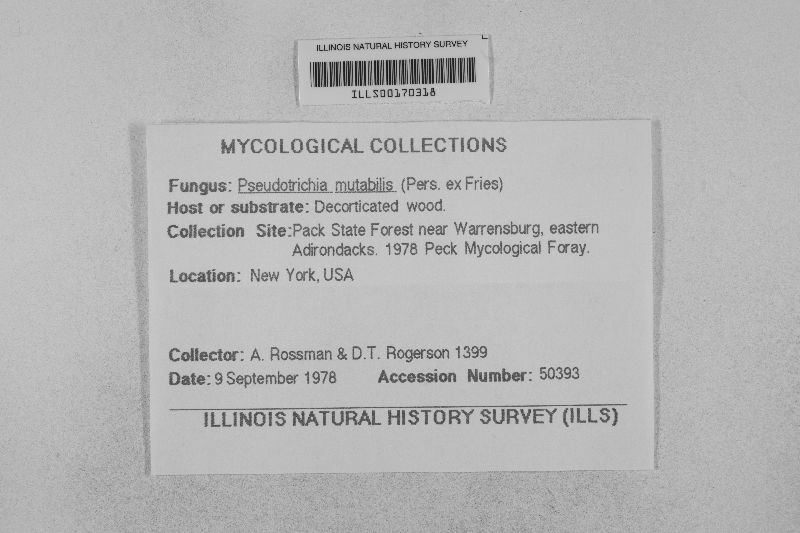 ILLINOIS NATURAL HISTORY SURVEY
ILLS00170318
MYCOLOGICAL COLLECTIONS
Fungus: Pseudotrichia mutabilis (Pers. ex Fries)
Host or substrate: Decorticated wood.
Collection Site: Pack State Forest near Warrensburg, eastern
Adirondacks. 1978 Peck Mycological Foray.
Location: New York, USA
Collector: A. Rossman & D.T. Rogerson 1399
Date: 9 September 1978 Accession Number: 50393
ILLINOIS NATURAL HISTORY SURVEY (ILLS)